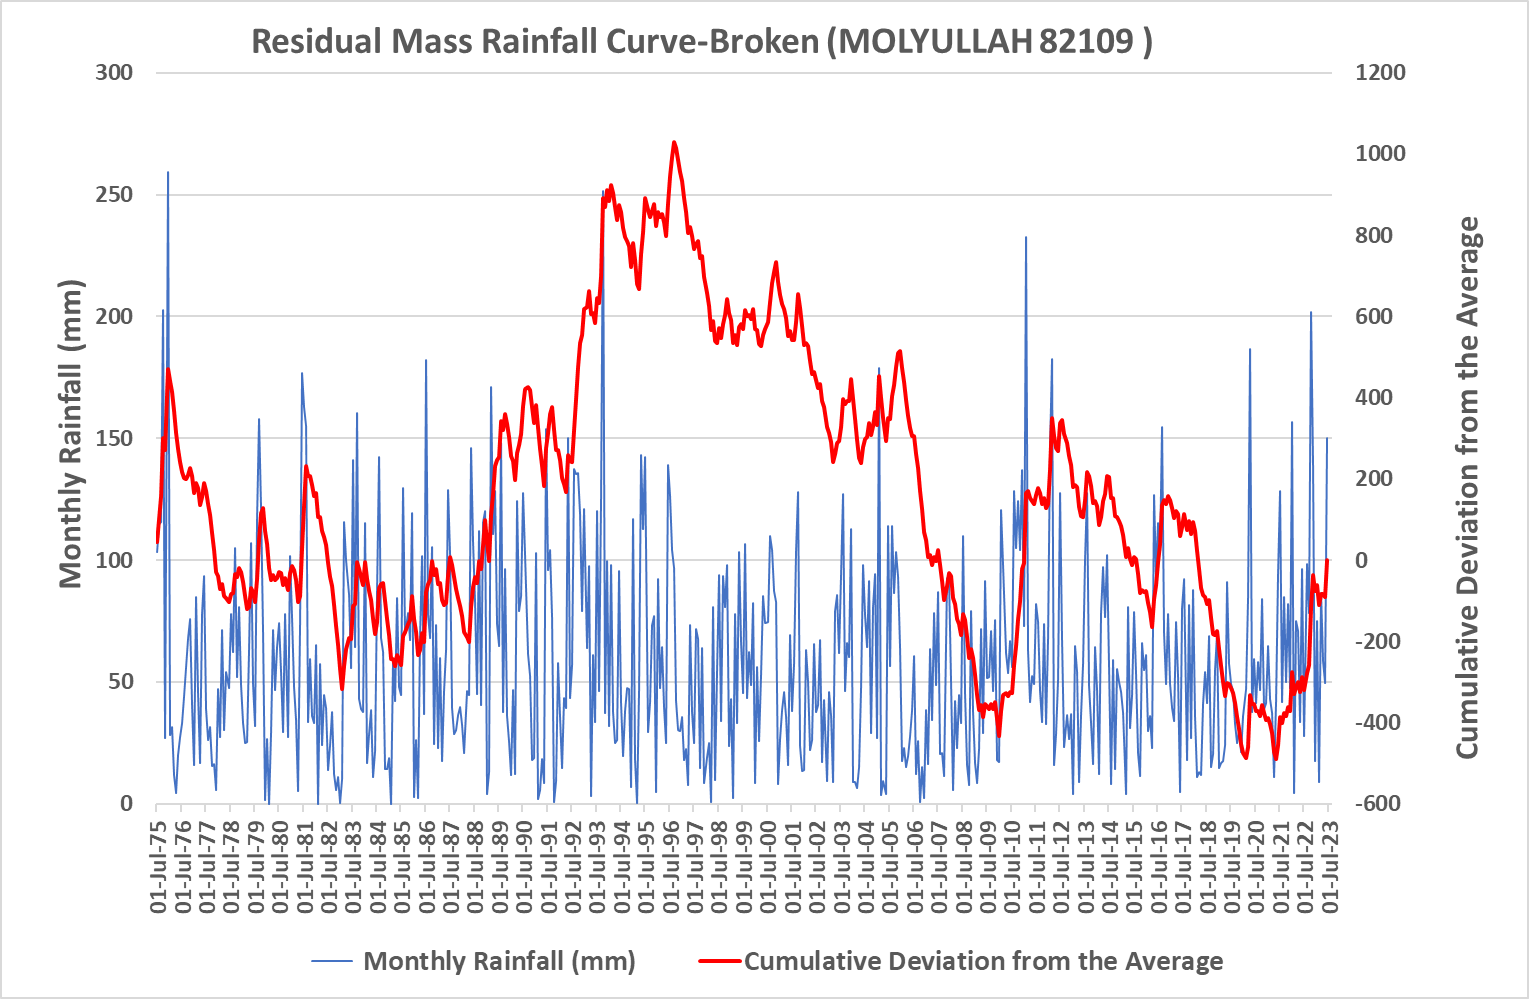 Residual Mass Rainfall Curve-Broken (MOLYULLAH 82109 )
300
250
200
150
100
50
0
Monthly Rainfall (mm)
1200
1000
800
600
400
200
0
-200
-400
-600
Cumulative Deviation from the Average
01-Jul-75
01-Jul-76
01-Jul-77
01-Jul-78
01-Jul-79
01-Jul-80
01-Jul-81
01-Jul-82
01-Jul-83
01-Jul-84
01-Jul-85
01-Jul-86
01-Jul-87
01-Jul-88
01-Jul-89
01-Jul-90
01-Jul-91
01-Jul-92
01-Jul-93
01-Jul-94
01-Jul-95
01-Jul-96
01-Jul-97
01-Jul-98
01-Jul-99
01-Jul-00
01-Jul-01
01-Jul-02
01-Jul-03
01-Jul-04
01-Jul-05
01-Jul-06
01-Jul-07
01-Jul-08
01-Jul-09
01-Jul-10
01-Jul-11
01-Jul-12
01-Jul-13
01-Jul-14
01-Jul-15
01-Jul-16
01-Jul-17
01-Jul-18
01-Jul-19
01-Jul-20
01-Jul-21
01-Jul-22
01-Jul-23
Monthly Rainfall (mm)
Cumulative Deviation from the Average